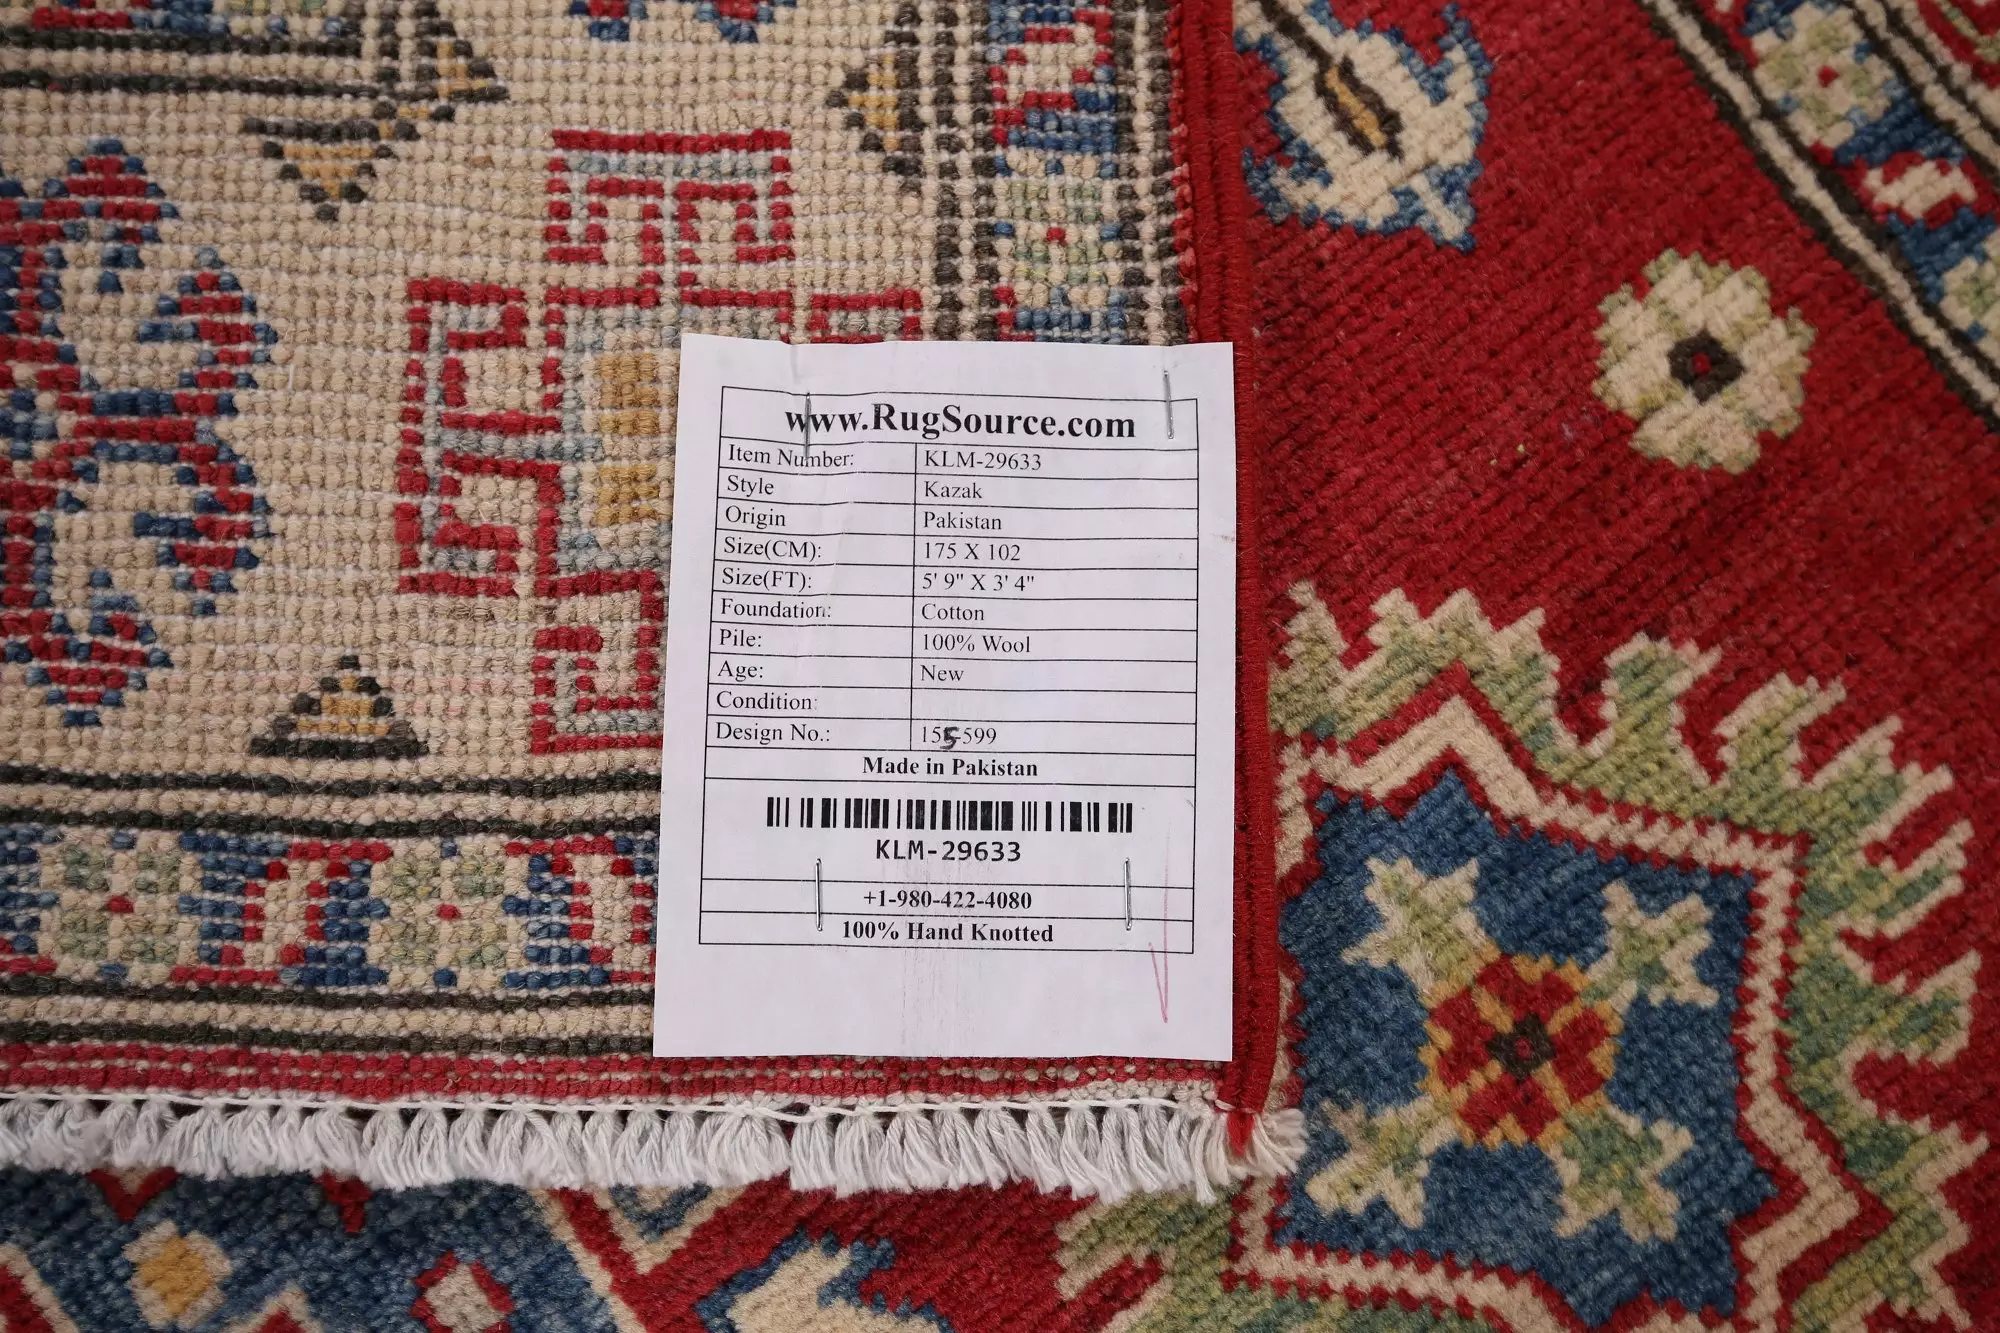 www.RugSource.com
Item Number: KLM-29633
Style Kazak
Origin Pakistan
Size(CM): 175 X 102
Size(FT): 5' 9" X 3' 4"
Foundation: Cotton
Pile: 100% Wool
Age: New
Condition:
Design No.: 155-599
Made in Pakistan
KLM-29633
+1-980-422-4080
100% Hand Knotted